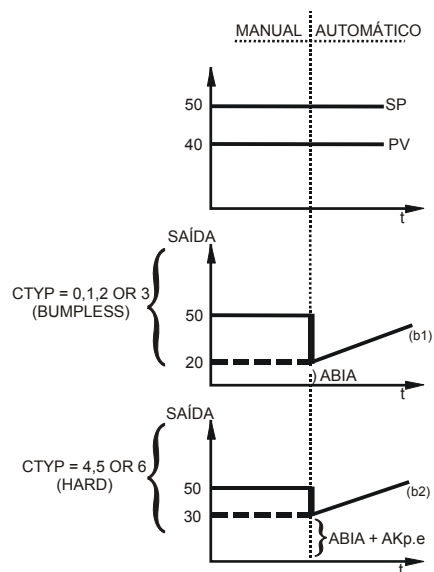 MANUAL AUTOMÁTICO
50 SP
40 PV
t
SAÍDA
CTYP = 0,1,2 OR 3
(BUMPLESS)
50
20
(b1)
) ABIA
t
SAÍDA
CTYP = 4,5 OR 6
(HARD)
50
30
(b2)
ABIA + AKp.e
t